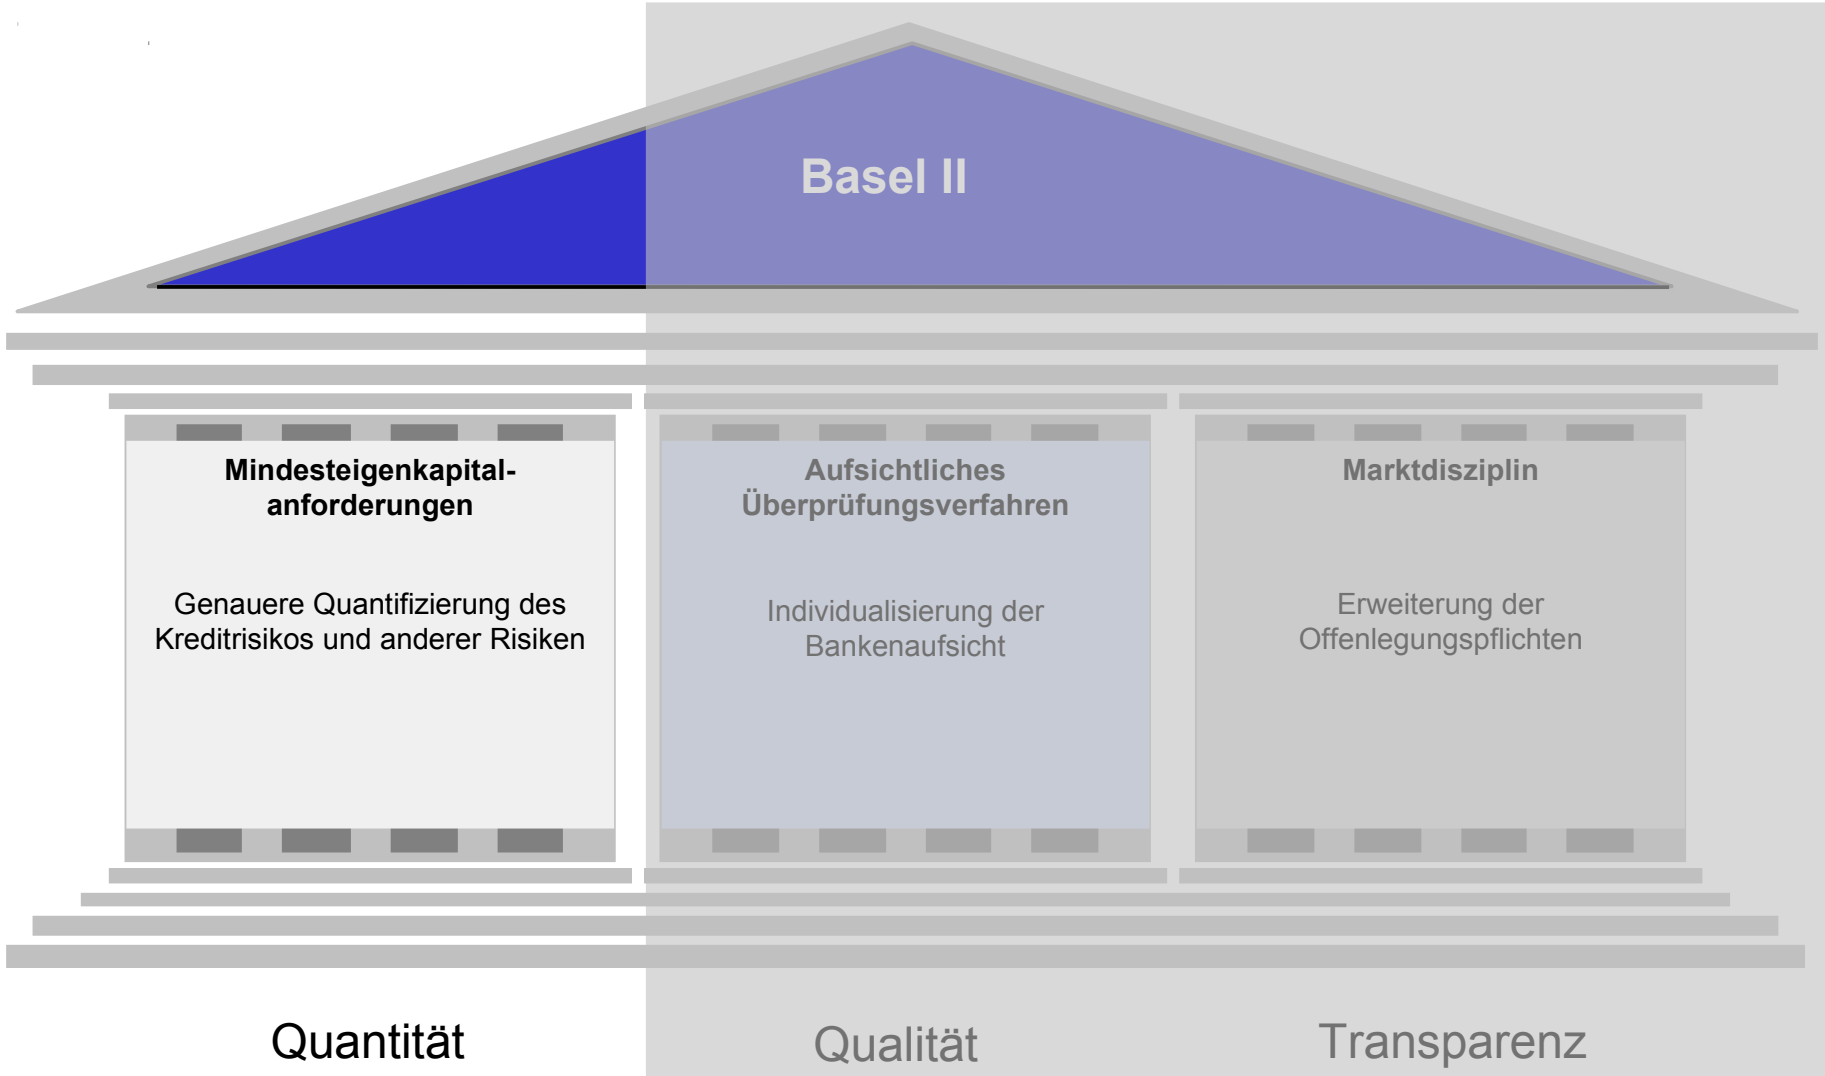 Basel II
Mindesteigenkapital-
anforderungen
Genauere Quantifizierung des
Kreditrisikos und anderer Risiken
Aufsichtliches
Überprüfungsverfahren
Individualisierung der
Bankenaufsicht
Marktdisziplin
Erweiterung der
Offenlegungspflichten
Quantität
Qualität
Transparenz